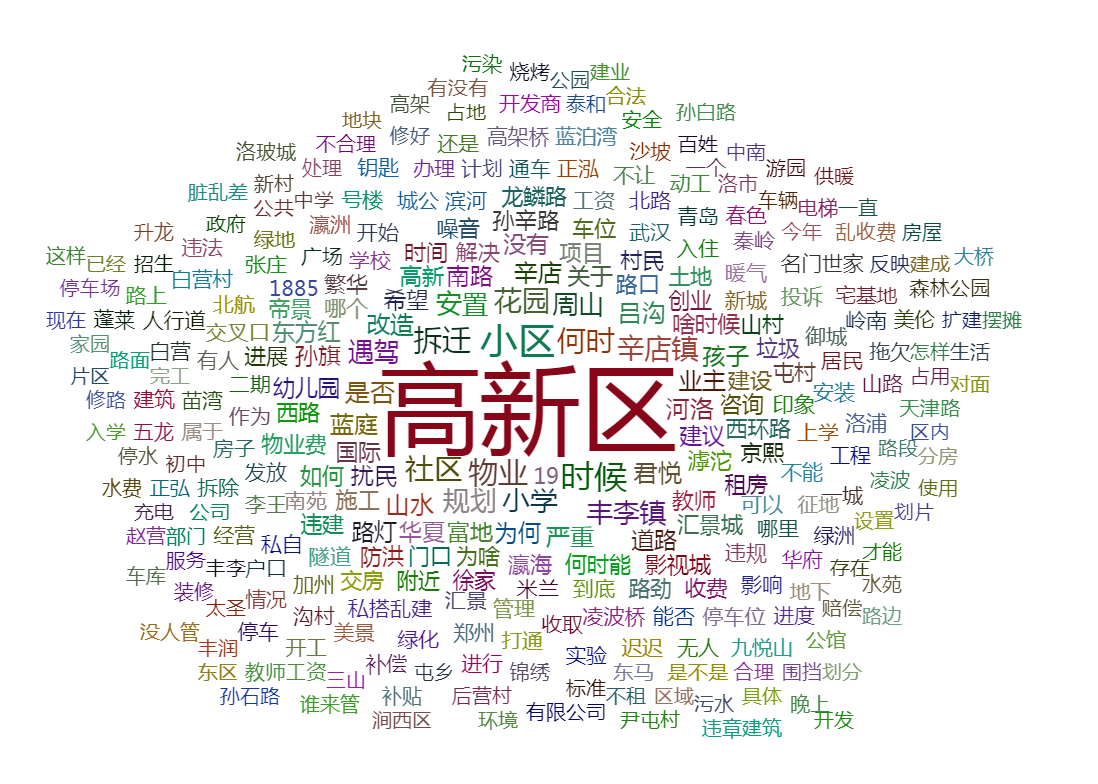 污染 烧烤 公园 建业
有没有 高架 占地 开发商 泰和 合法
地块 不合理 修好 还是 高架桥 蓝泊湾 安全 孙白路
洛玻城 处理 钥匙 办理 计划 通车 正泓 沙坡 不让 百姓 一个 中南 游园 供暖
脏乱差 新村 公共 中学 号楼 城公 滨河 龙鳞路 工资 北路 动工 洛市 青岛 春色 车辆 电梯 一直
升龙 政府 违法 绿地 瀛洲 广场 开始 噪音 孙辛路 没有 车位 项目 武汉 村民 入住 秦岭 今年 乱收费 房屋
这样 已经 招生 白营村 张庄 学校 时间 解决 高新 南路 辛店 关于 路口 土地 暖气 名门世家 反映 建成 大桥
停车场 路上 北航 1885 帝景 繁华 哪个 希望 安置 花园 周山 吕沟 创业 新城 投诉 宅基地 森林公园
现在 蓬莱 人行道 交叉口 东方红 改造 拆迁 小区 何时 啥时候 山村 御城 岭南 美伦 扩建 摆摊
家园 路面 白营 有人 进展 孙旗 遇驾 辛店镇 孩子 垃圾 居民 拖欠 怎样 生活
片区 完工 二期 幼儿园 是否 高新区 业主 建设 屯村 安装 山路 占用 对面
修路 建筑 苗湾 作为 西路 蓝庭 河洛 咨询 印象 天津路
入学 五龙 属于 房子 物业费 国际 建议 西环路 上学 洛浦 区内
停水 初中 发放 如何 扰民 社区 物业 19 时候 君悦 滹沱 京熙 不能 工程 路段 分房
水费 正弘 拆除 李王 南苑 施工 山水 规划 小学 教师 租房 可以 征地 城 凌波 使用
充电 公司 违建 路灯 华夏 富地 为何 严重 丰李镇 道路 汇景城 哪里 绿洲 设置 划片
赵营 部门 经营 私自 隧道 防洪 门口 为啥 瀛海 何时能 影视城 违规 华府 存在 才能
服务 丰李 户口 车库 装修 加州 交房 附近 徐家 米兰 到底 路劲 收费 影响 地下 水苑
太圣 情况 沟村 私搭乱建 汇景 管理 收取 凌波桥 能否 停车位 进度 赔偿 路边
没人管 停车 丰润 开工 美景 绿化 郑州 打通 实验 迟迟 无人 九悦山 公馆
东区 教师工资 三山 补偿 屯乡 进行 锦绣 东马 是不是 合理 围挡 划分
孙石路 谁来管 补贴 后营村 标准 不租 区域 污水 具体 晚上
涧西区 环境 有限公司 尹屯村 违章建筑 开发